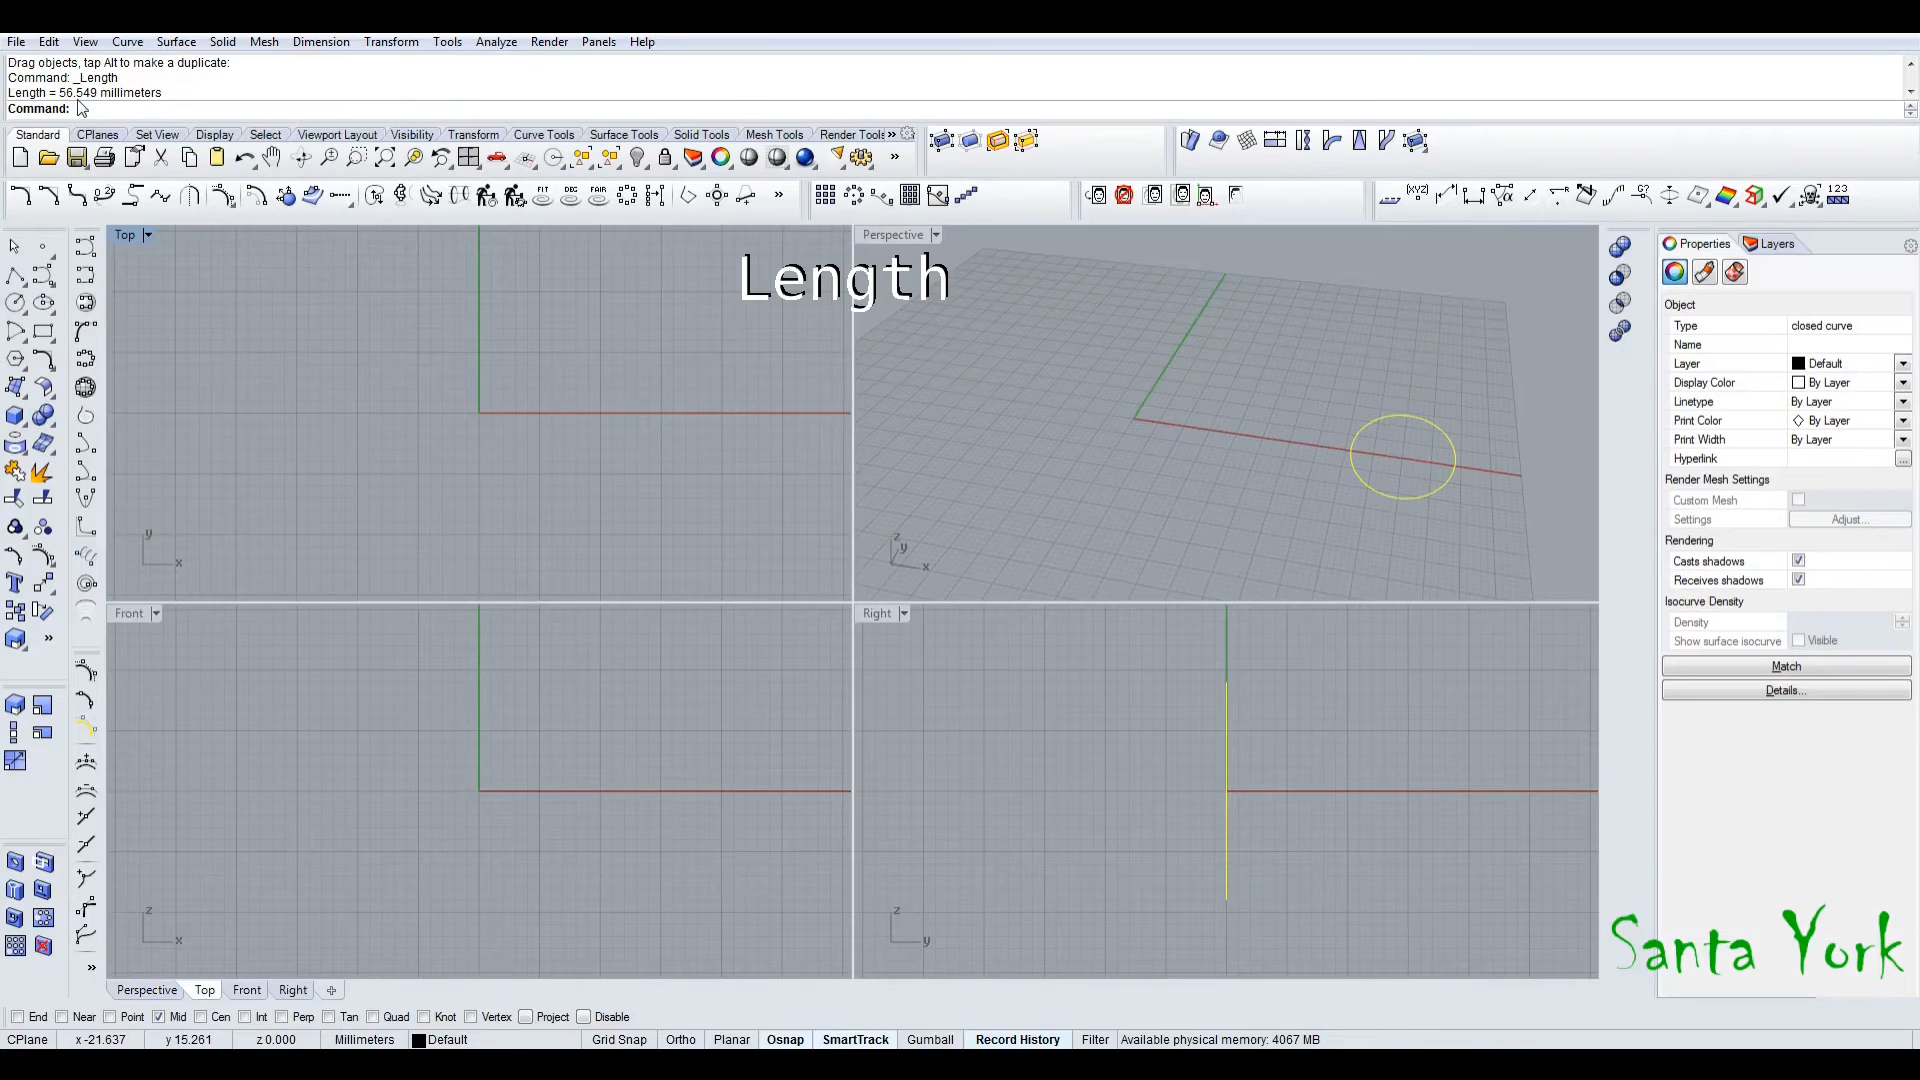 File Edit View Curve Surface Solid Mesh Dimension Transform Tools Analyze Render Panels Help
Drag objects, tap Alt to make a duplicate:
Command: _Length
Length = 56.549 millimeters
Command:
Standard CPlanes Set View Display Select Viewport Layout Visibility Transform Curve Tools Surface Tools Solid Tools Mesh Tools Render Tools »
»
FIT DEG FAIR » (XYZ) G? 123
Top
Perspective
Length
y
x
z
y
x
Front
Right
z
x
z
y
Properties Layers
Object
Type closed curve
Name
Layer Default
Display Color By Layer
Linetype By Layer
Print Color By Layer
Print Width By Layer
Hyperlink ...
Render Mesh Settings
Custom Mesh
Settings Adjust...
Rendering
Casts shadows
Receives shadows
Isocurve Density
Density
Show surface isocurve Visible
Match
Details...
Santa York
Perspective Top Front Right
End Near Point Mid Cen Int Perp Tan Quad Knot Vertex Project Disable
CPlane x -21.637 y 15.261 z 0.000 Millimeters Default Grid Snap Ortho Planar Osnap SmartTrack Gumball Record History Filter Available physical memory: 4067 MB